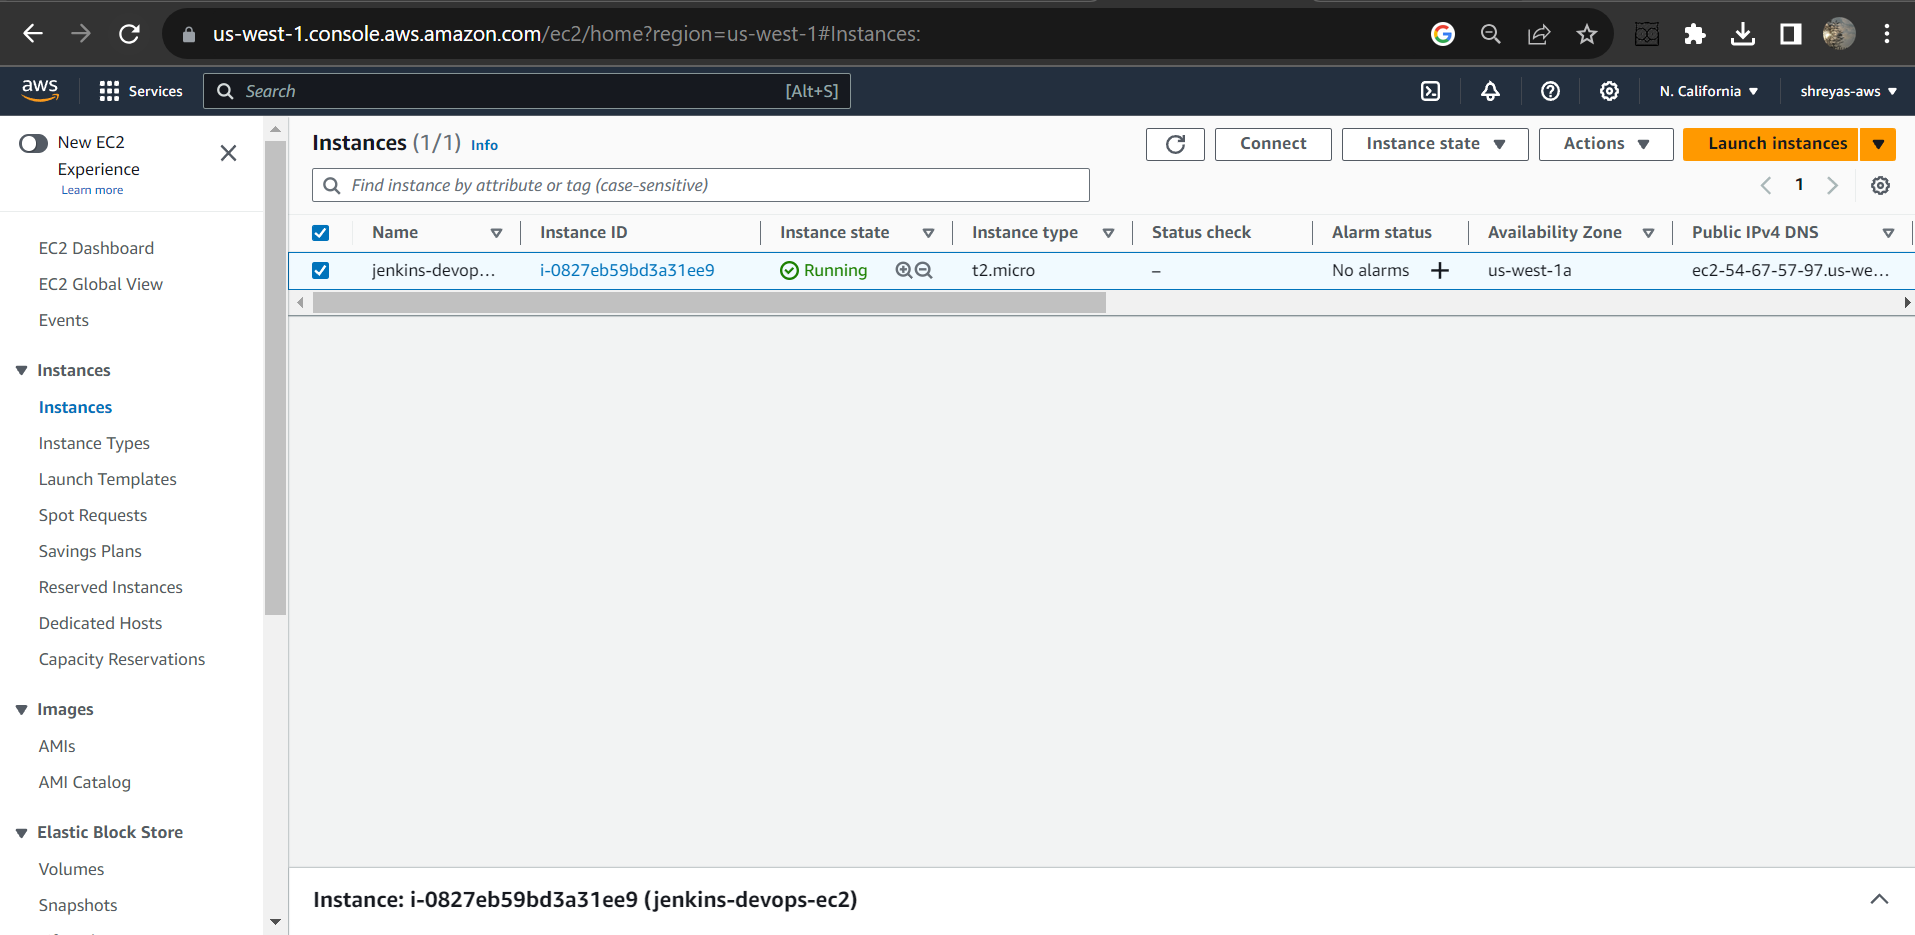 us-west-1.console.aws.amazon.com/ec2/home?region=us-west-1#Instances:
aws
Services
Search
[Alt+S]
N. California
shreyas-aws
New EC2
Experience
Learn more
EC2 Dashboard
EC2 Global View
Events
Instances
Instances
Instance Types
Launch Templates
Spot Requests
Savings Plans
Reserved Instances
Dedicated Hosts
Capacity Reservations
Images
AMIs
AMI Catalog
Elastic Block Store
Volumes
Snapshots
Instances (1/1) Info
Connect
Instance state
Actions
Launch instances
Find instance by attribute or tag (case-sensitive)
1
Name Instance ID Instance state Instance type Status check Alarm status Availability Zone Public IPv4 DNS
jenkins-devop... i-0827eb59bd3a31ee9 Running t2.micro – No alarms + us-west-1a ec2-54-67-57-97.us-we...
Instance: i-0827eb59bd3a31ee9 (jenkins-devops-ec2)